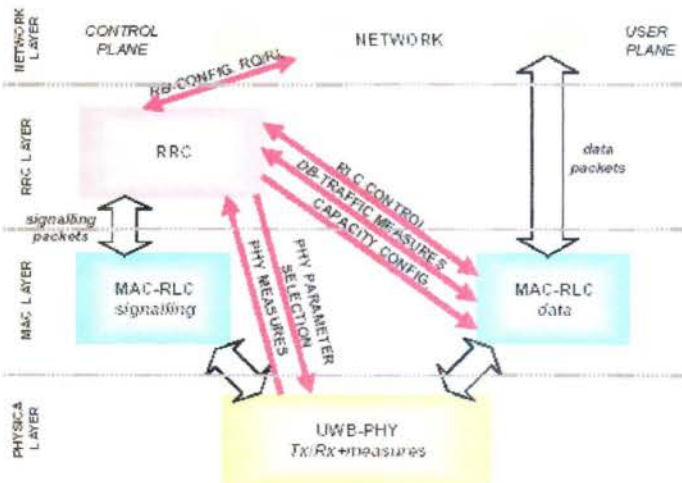 CONTROL
PLANE
NETWORK
USER
PLANE
NETWORK
LAYER
RB-CONFIG. RQ/RL
RRC LAYER
RRC
RLC CONTROL
DB-TRAFFIC MEASURES
CAPACITY CONFIG.
data
packets
signalling
packets
PHY MEASURES
PHY PARAMETER
SELECTION
MAC LAYER
MAC-RLC
signalling
MAC-RLC
data
PHYSICA
LAYER
UWB-PHY
Tx/Rx+measures